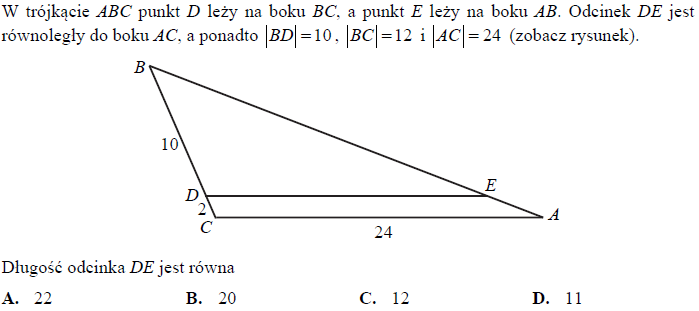 W trójkącie ABC punkt D leży na boku BC, a punkt E leży na boku AB. Odcinek DE jest
równoległy do boku AC, a ponadto |BD|=10, |BC|=12 i |AC|=24 (zobacz rysunek).
B
10
D
E
2
A
C
24
Długość odcinka DE jest równa
A. 22 B. 20 C. 12 D. 11